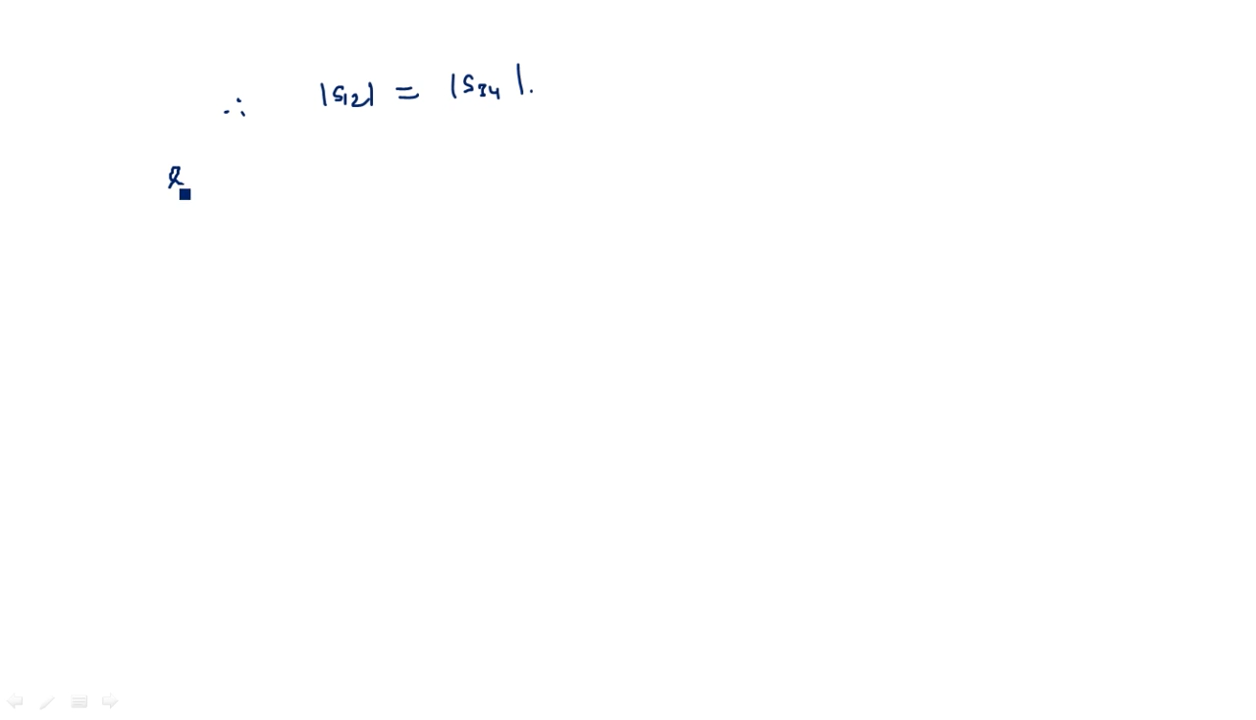 ∴ |S₁₂| = |S₃₄|.
&